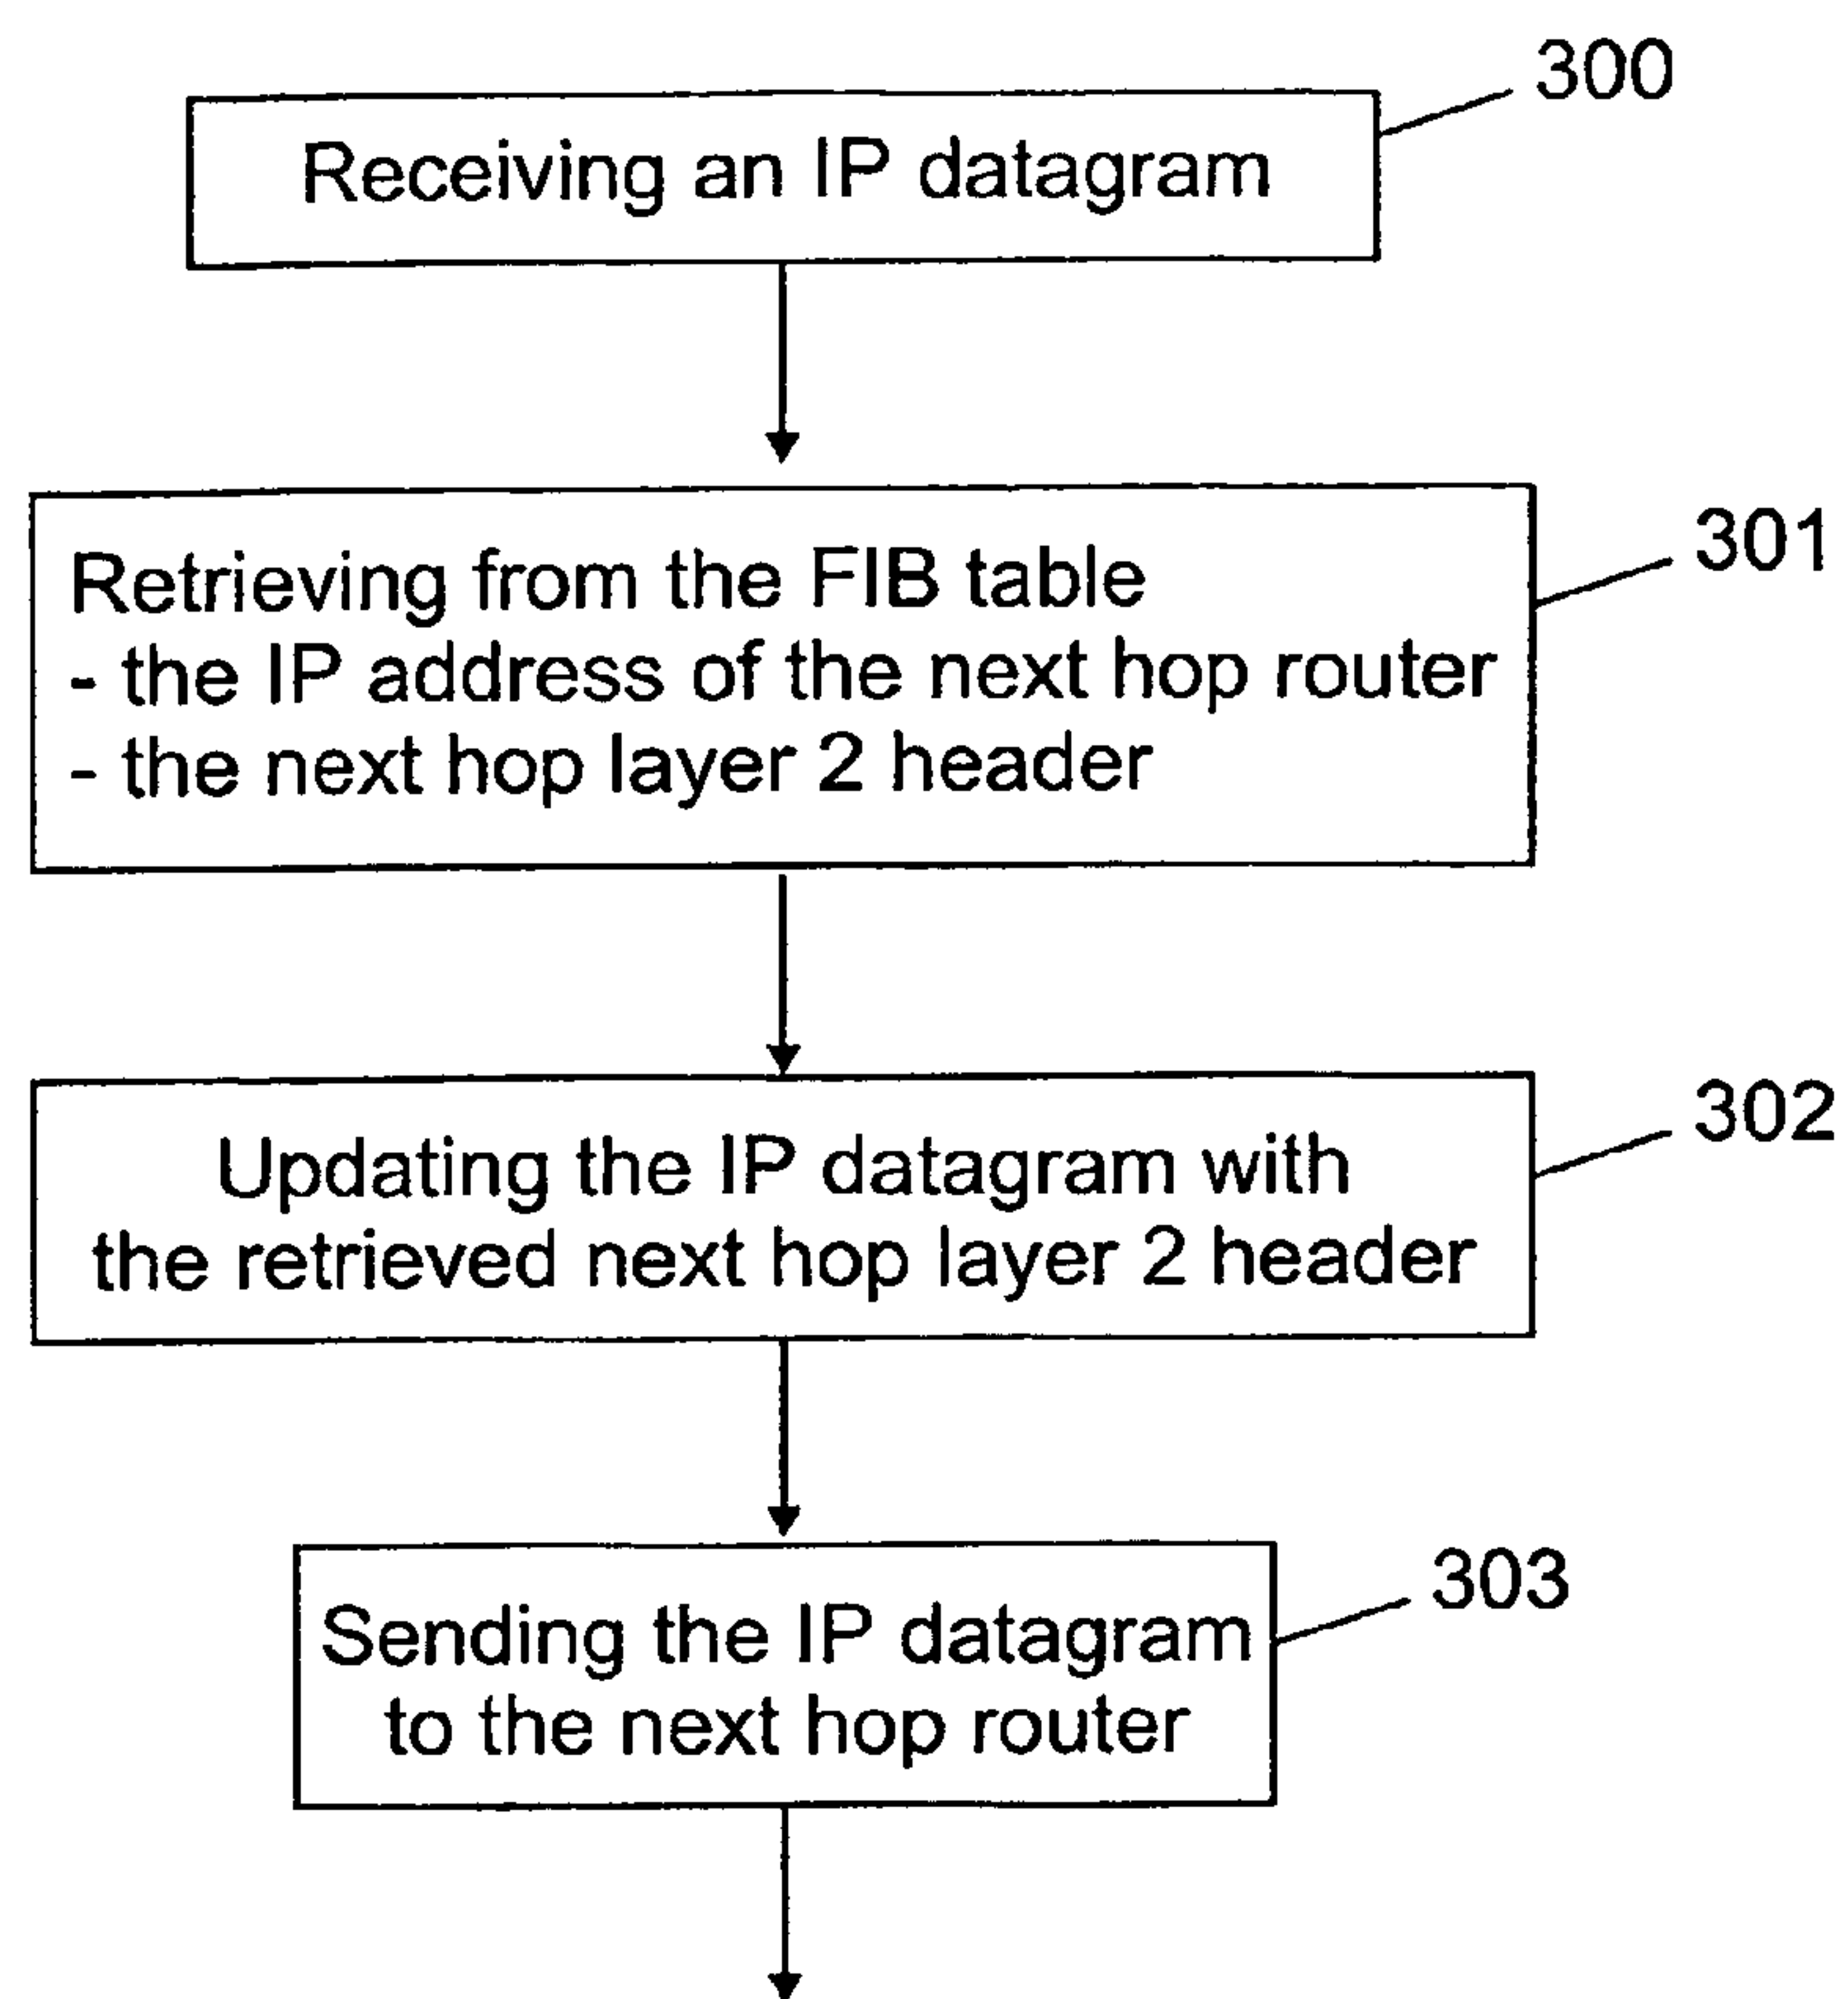 300
Receiving an IP datagram
301
Retrieving from the FIB table
- the IP address of the next hop router
- the next hop layer 2 header
302
Updating the IP datagram with
the retrieved next hop layer 2 header
303
Sending the IP datagram
to the next hop router